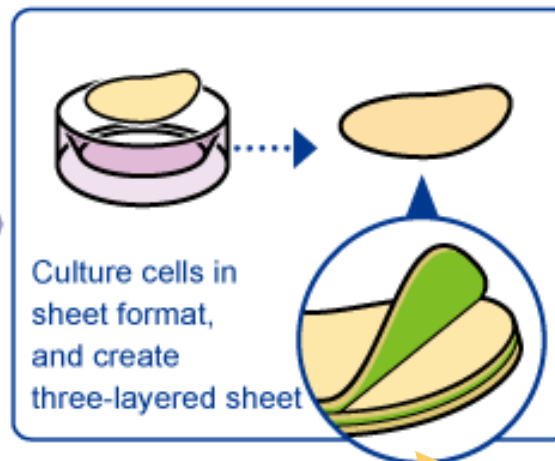 Culture cells in
sheet format,
and create
three-layered sheet